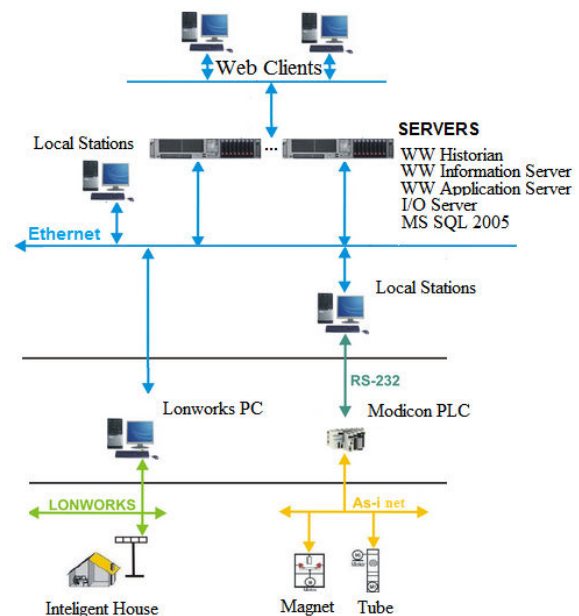 Web Clients
Local Stations
...
SERVERS
WW Historian
WW Information Server
WW Application Server
I/O Server
MS SQL 2005
Ethernet
Local Stations
RS-232
Lonworks PC
Modicon PLC
LONWORKS
As-i net
Inteligent House
Magnet
Tube